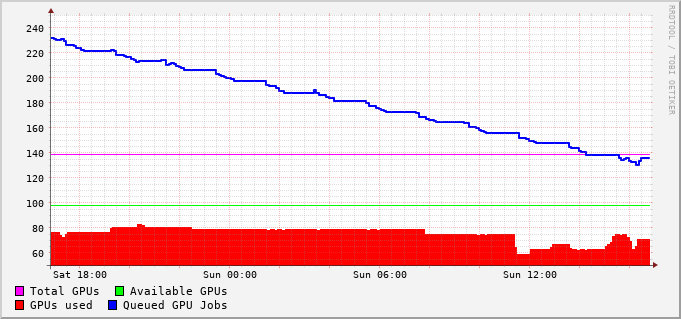 RRDTOOL / TOBI OETIKER
240
220
200
180
160
140
120
100
80
60
Sat 18:00 Sun 00:00 Sun 06:00 Sun 12:00
Total GPUs Available GPUs
GPUs used Queued GPU Jobs